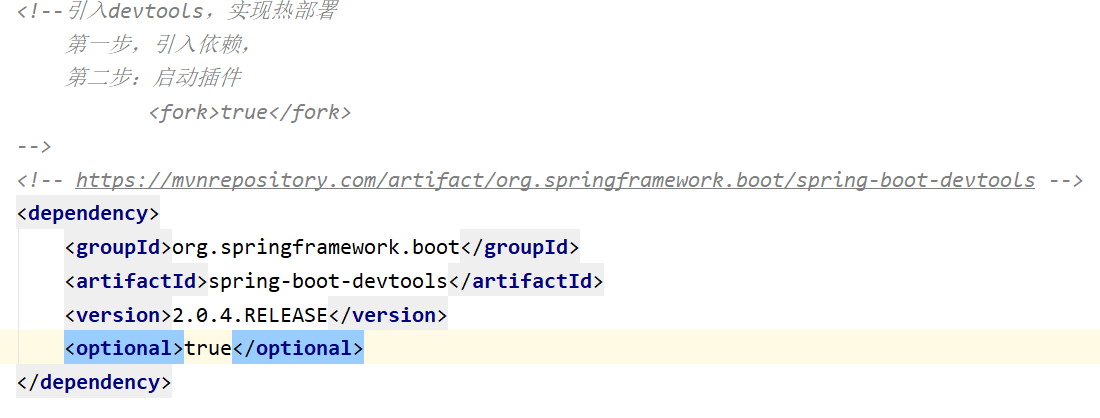 <!--引入devtools，实现热部署
第一步，引入依赖，
第二步：启动插件
<fork>true</fork>
-->
<!-- https://mvnrepository.com/artifact/org.springframework.boot/spring-boot-devtools -->
<dependency>
<groupId>org.springframework.boot</groupId>
<artifactId>spring-boot-devtools</artifactId>
<version>2.0.4.RELEASE</version>
<optional>true</optional>
</dependency>